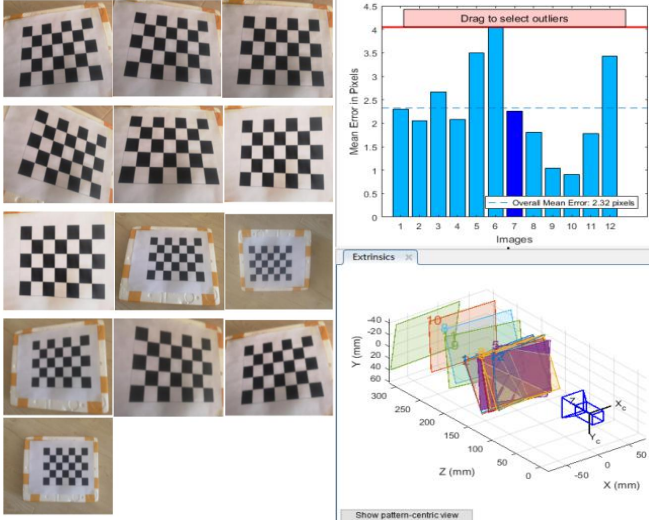 Drag to select outliers
Mean Error in Pixels
4.5
4
3.5
3
2.5
2
1.5
1
0.5
0
Overall Mean Error: 2.32 pixels
1 2 3 4 5 6 7 8 9 10 11 12
Images
Extrinsics
Y (mm)
-40
-20
0
20
40
60
10
300
250
200
150
100
50
0
Z (mm)
-50
0
50
X (mm)
Z
Xc
Yc
Show pattern-centric view